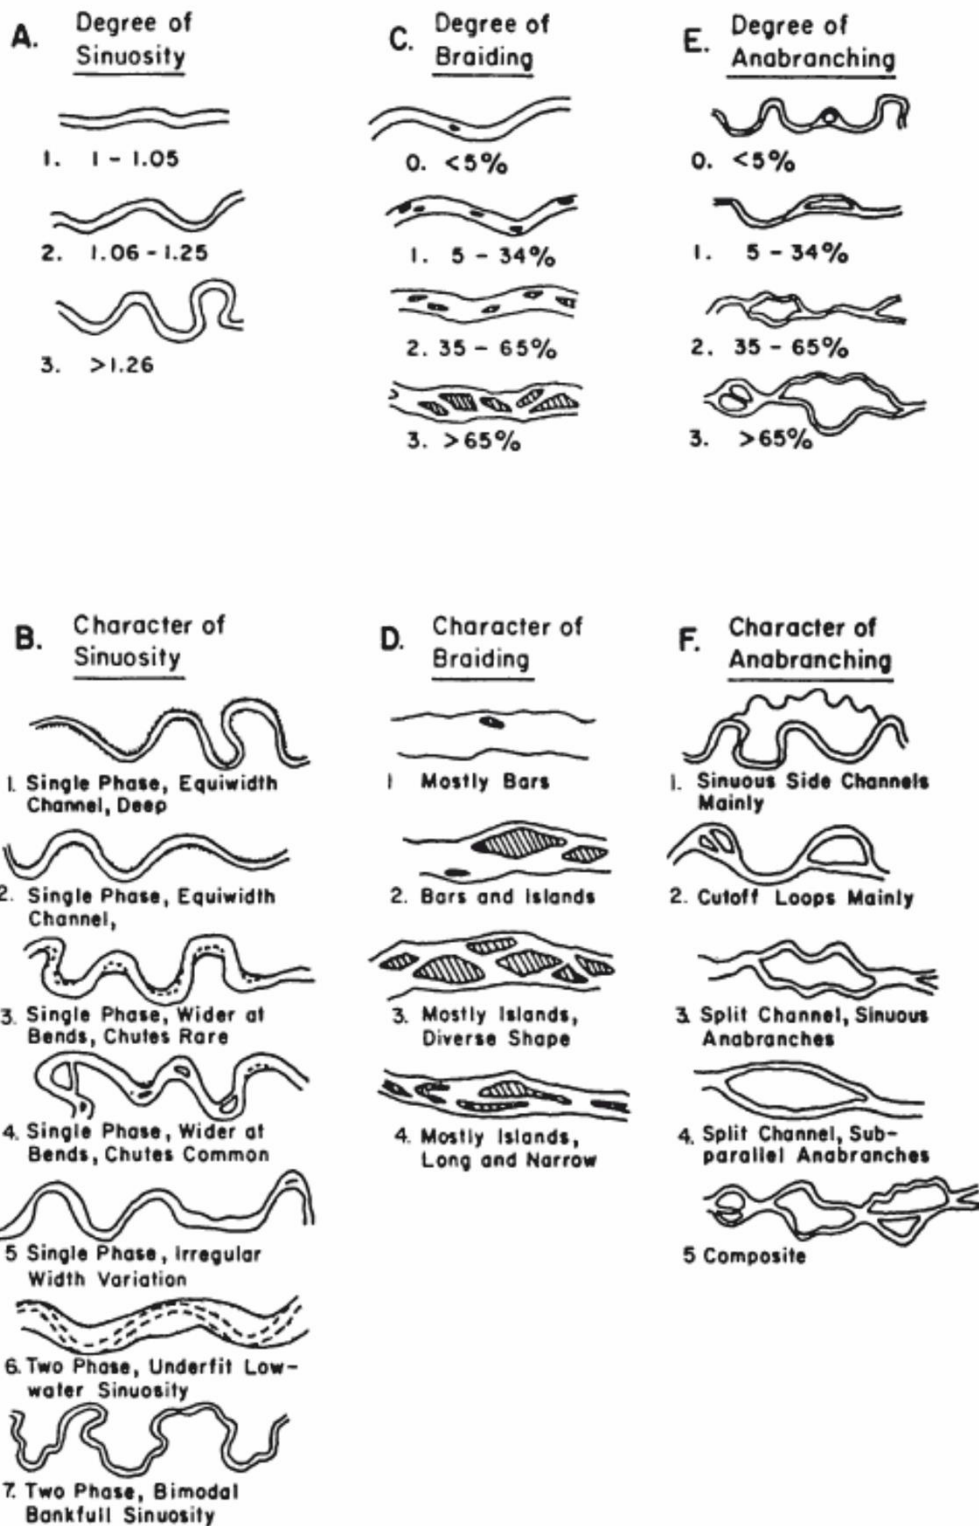 A. Degree of
Sinuosity
1. 1 - 1.05
2. 1.06 - 1.25
3. >1.26
C. Degree of
Braiding
0. <5%
1. 5 - 34%
2. 35 - 65%
3. >65%
E. Degree of
Anabranching
0. <5%
1. 5 - 34%
2. 35 - 65%
3. >65%
B. Character of
Sinuosity
1. Single Phase, Equiwidth
Channel, Deep
2. Single Phase, Equiwidth
Channel,
3. Single Phase, Wider at
Bends, Chutes Rare
4. Single Phase, Wider at
Bends, Chutes Common
5 Single Phase, Irregular
Width Variation
6. Two Phase, Underfit Low-
water Sinuosity
7. Two Phase, Bimodal
Bankfull Sinuosity
D. Character of
Braiding
1 Mostly Bars
2. Bars and Islands
3. Mostly Islands,
Diverse Shape
4. Mostly Islands,
Long and Narrow
F. Character of
Anabranching
1. Sinuous Side Channels
Mainly
2. Cutoff Loops Mainly
3. Split Channel, Sinuous
Anabranches
4. Split Channel, Sub-
parallel Anabranches
5 Composite